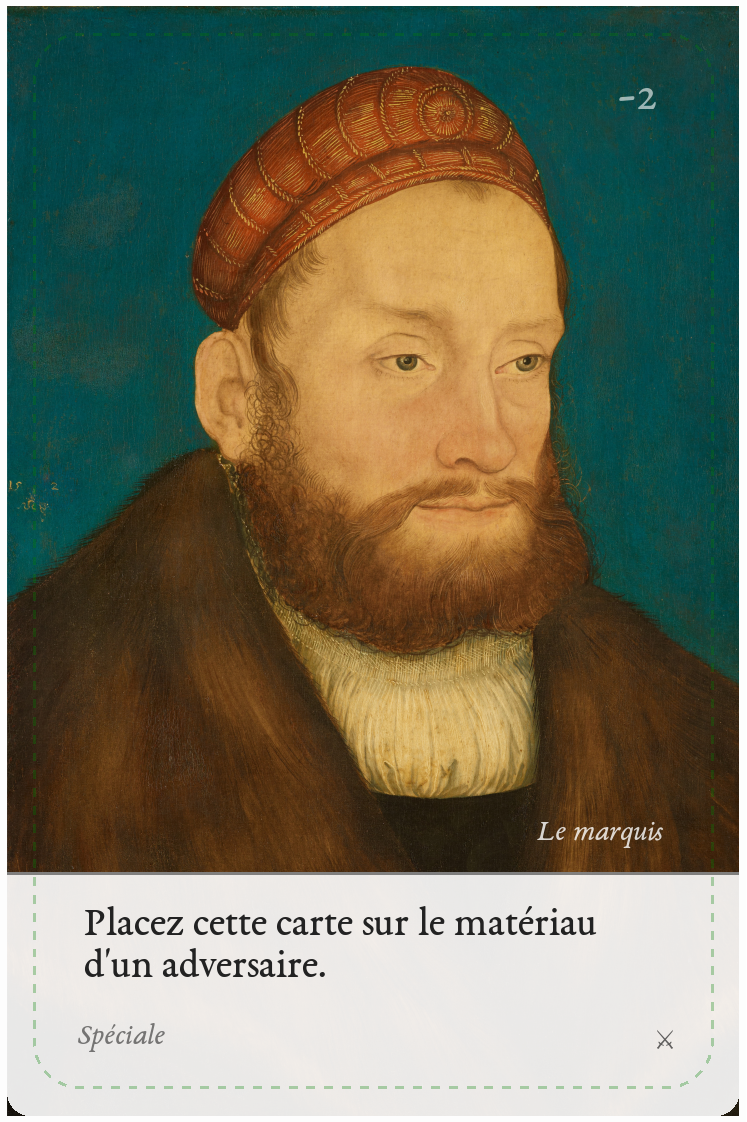 -2
Le marquis
Placez cette carte sur le matériau
d'un adversaire.
Spéciale